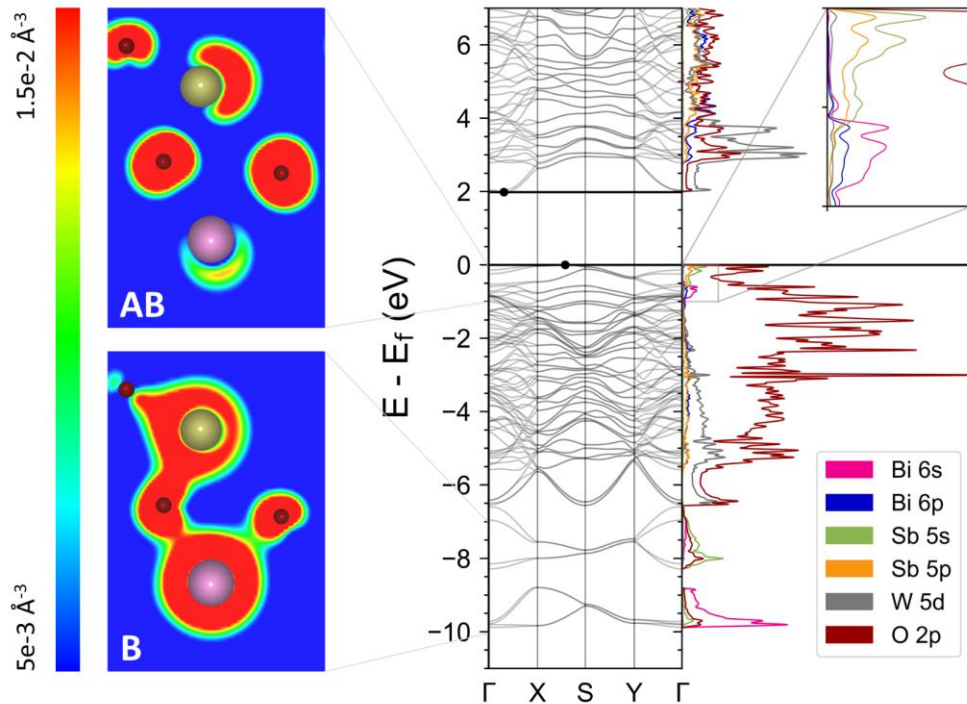 1.5e-2 Å-3
5e-3 Å-3
AB
B
E - Ef (eV)
6
4
2
0
−2
−4
−6
−8
−10
Γ X S Y Γ
Bi 6s
Bi 6p
Sb 5s
Sb 5p
W 5d
O 2p